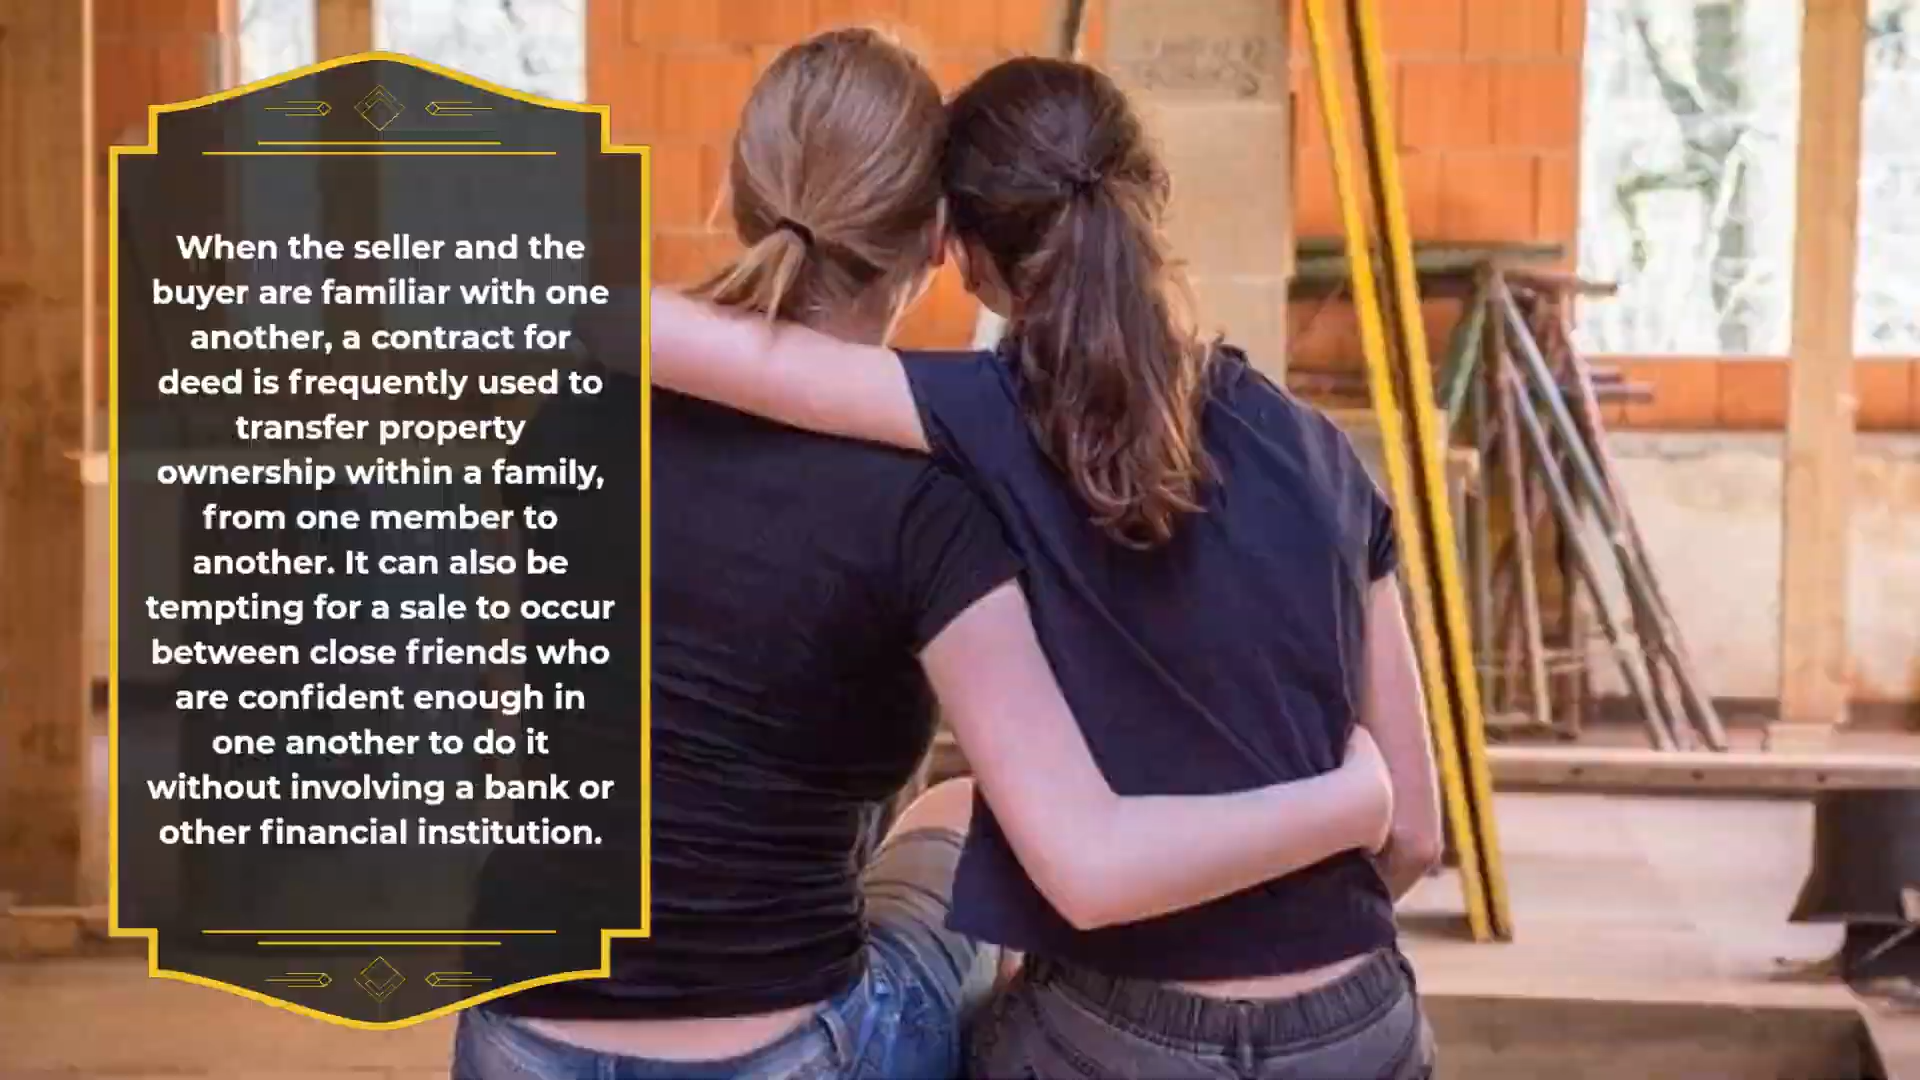 When the seller and the
buyer are familiar with one
another, a contract for
deed is frequently used to
transfer property
ownership within a family,
from one member to
another. It can also be
tempting for a sale to occur
between close friends who
are confident enough in
one another to do it
without involving a bank or
other financial institution.